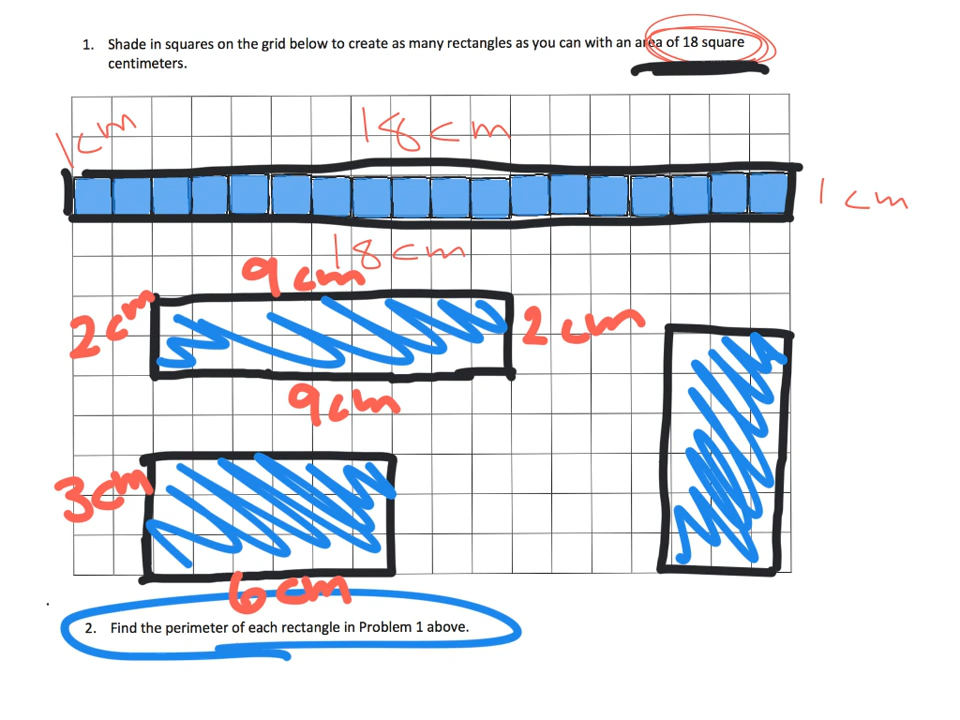 1. Shade in squares on the grid below to create as many rectangles as you can with an area of 18 square
centimeters.
1cm
18cm
1cm
18cm
9cm
2cm
2cm
9cm
3cm
6cm
2. Find the perimeter of each rectangle in Problem 1 above.